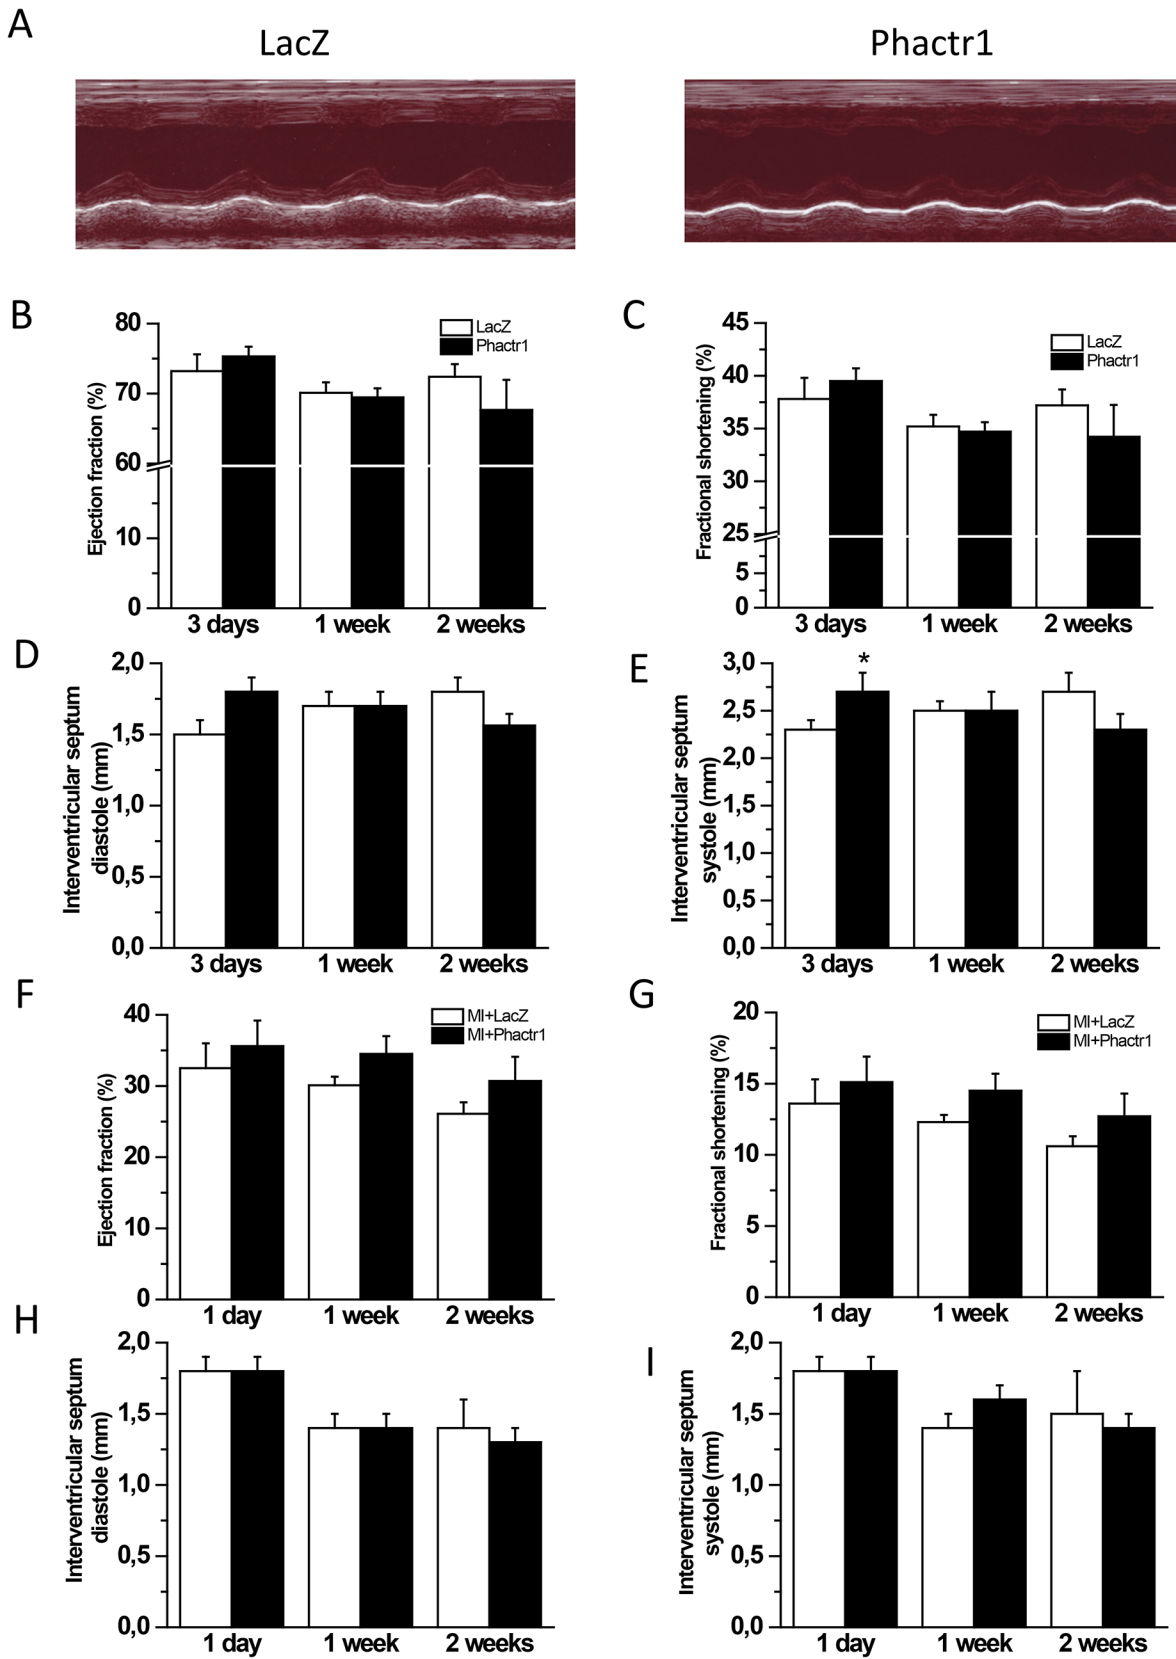 A
LacZ
Phactr1
B
Ejection fraction (%)
80
70
60
10
0
LacZ
Phactr1
3 days
1 week
2 weeks
C
Fractional shortening (%)
45
40
35
30
25
5
0
LacZ
Phactr1
3 days
1 week
2 weeks
D
Interventricular septum
diastole (mm)
2,0
1,5
1,0
0,5
0,0
3 days
1 week
2 weeks
E
Interventricular septum
systole (mm)
3,0
2,5
2,0
1,5
1,0
0,5
0,0
*
3 days
1 week
2 weeks
F
Ejection fraction (%)
40
30
20
10
0
MI+LacZ
MI+Phactr1
1 day
1 week
2 weeks
G
Fractional shortening (%)
20
15
10
5
0
MI+LacZ
MI+Phactr1
1 day
1 week
2 weeks
H
Interventricular septum
diastole (mm)
2,0
1,5
1,0
0,5
0,0
1 day
1 week
2 weeks
I
Interventricular septum
systole (mm)
2,0
1,5
1,0
0,5
0,0
1 day
1 week
2 weeks